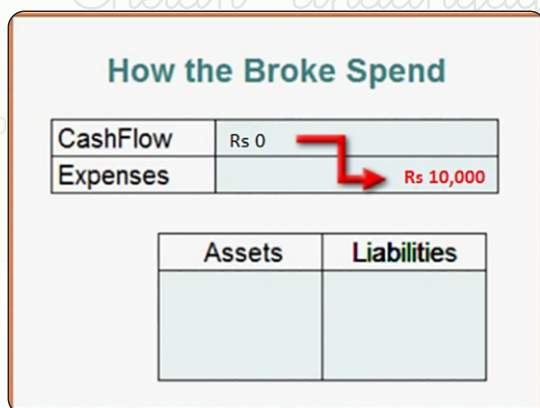 How the Broke Spend
CashFlow Rs 0
Expenses Rs 10,000
Assets Liabilities